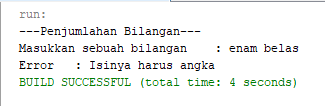 run:
---Penjumlahan Bilangan---
Masukkan sebuah bilangan    : enam belas
Error   : Isinya harus angka
BUILD SUCCESSFUL (total time: 4 seconds)